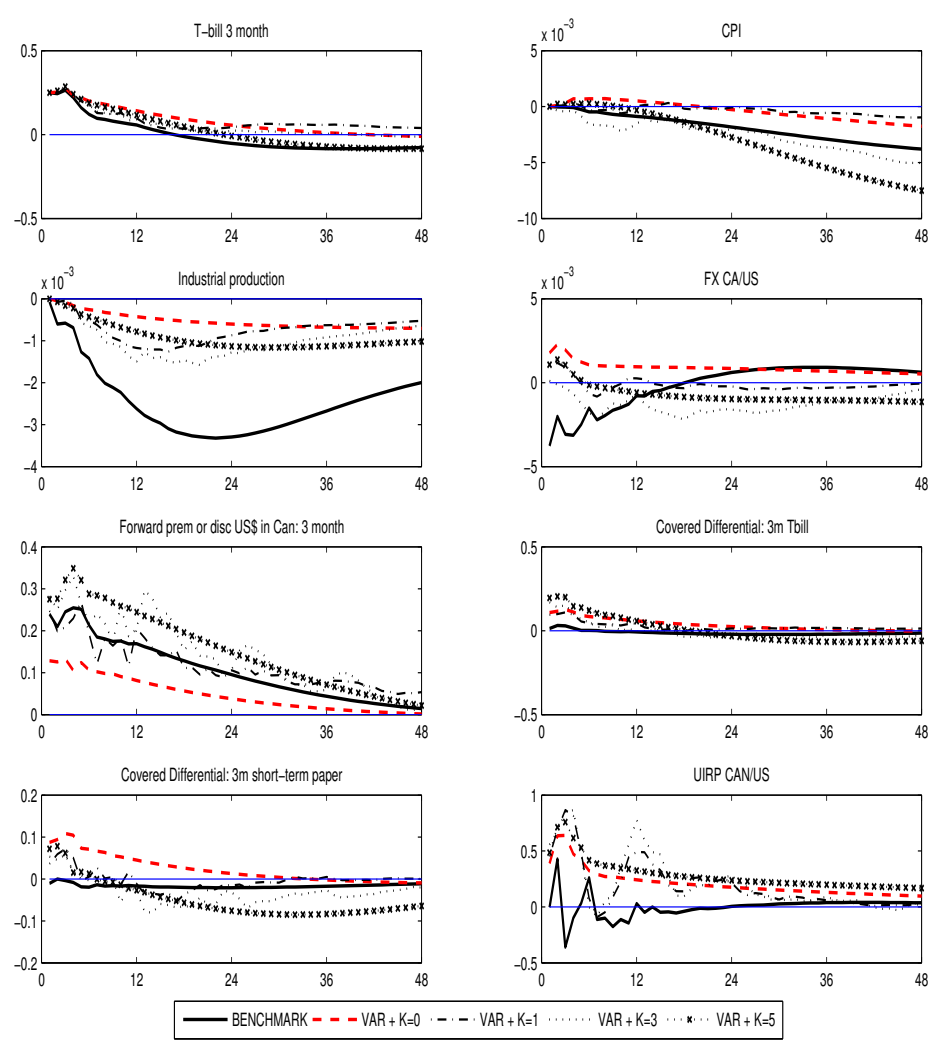 T−bill 3 month
0.5
0
−0.5
0 12 24 36 48
CPI
x 10−3
5
0
−5
−10
0 12 24 36 48
Industrial production
x 10−3
0
−1
−2
−3
−4
0 12 24 36 48
FX CA/US
x 10−3
5
0
−5
0 12 24 36 48
Forward prem or disc US$ in Can: 3 month
0.4
0.3
0.2
0.1
0
0 12 24 36 48
Covered Differential: 3m Tbill
0.5
0
−0.5
0 12 24 36 48
Covered Differential: 3m short−term paper
0.2
0.1
0
−0.1
−0.2
0 12 24 36 48
UIRP CAN/US
1
0.5
0
−0.5
0 12 24 36 48
BENCHMARK VAR + K=0 VAR + K=1 VAR + K=3 VAR + K=5